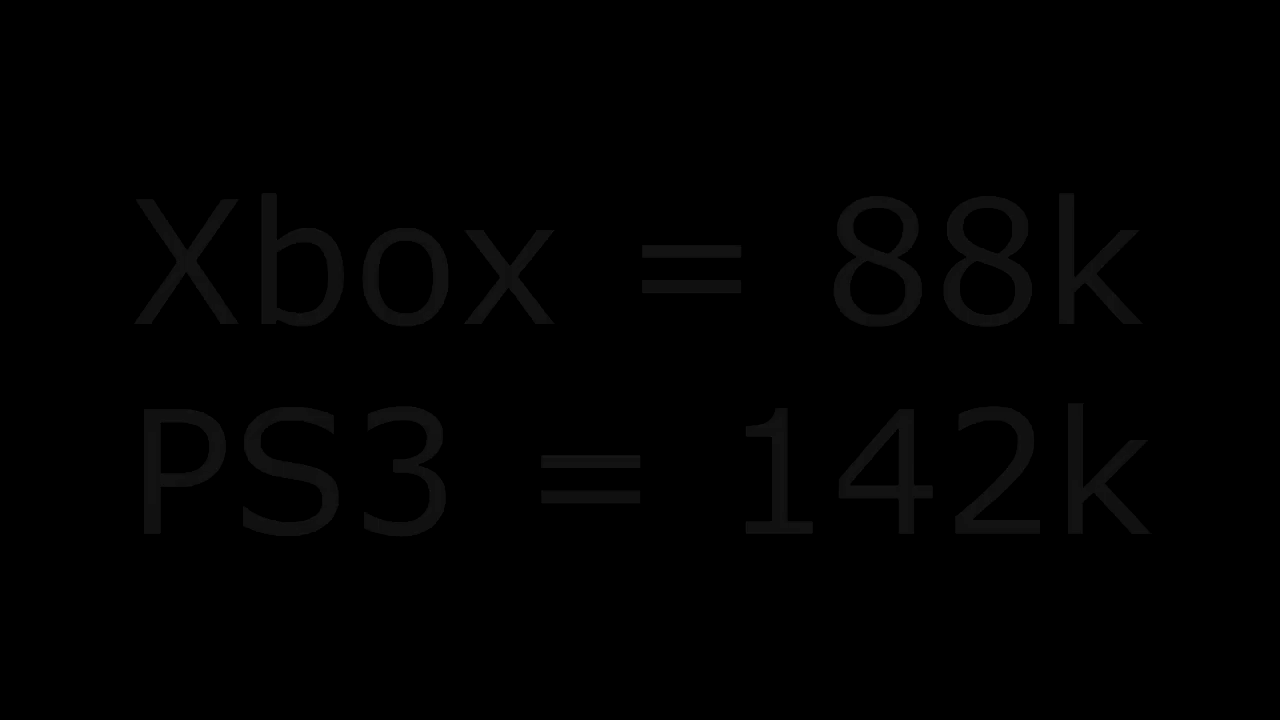 Xbox = 88k
PS3 = 142k